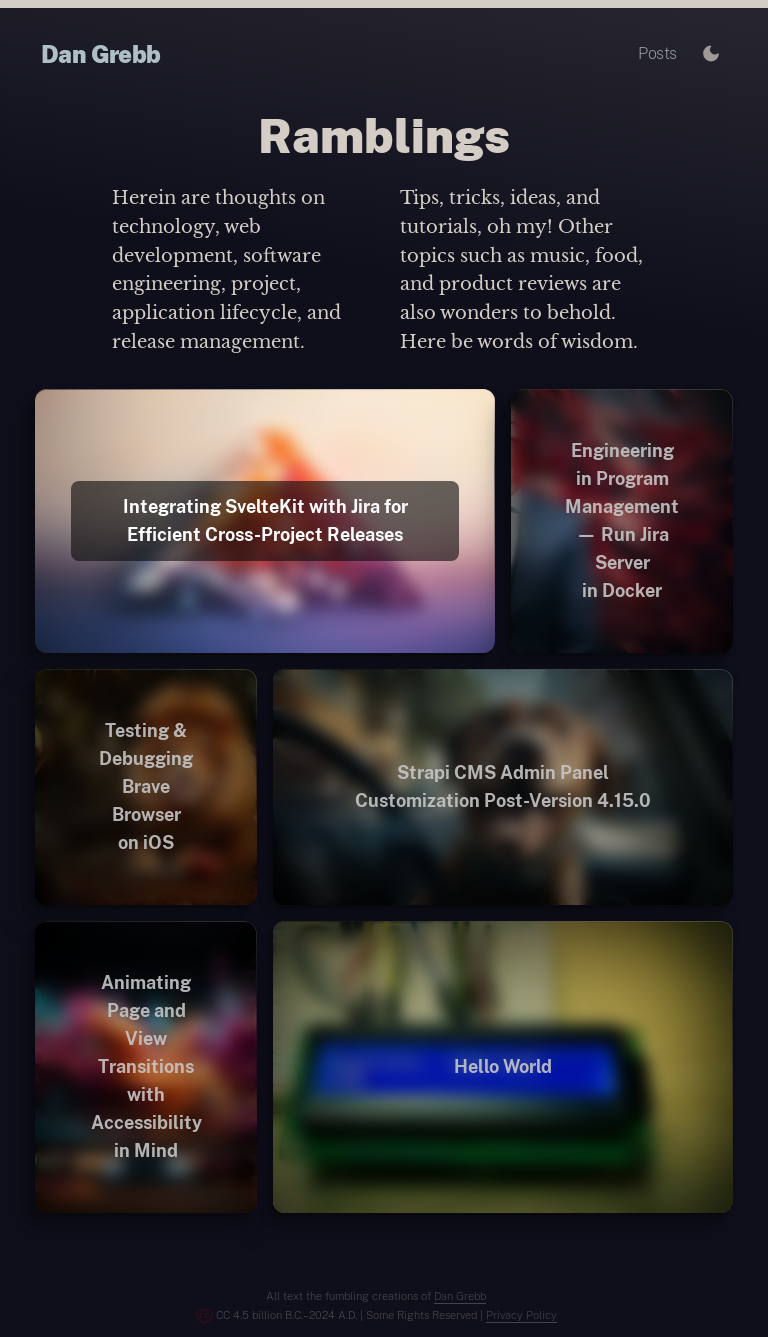 Dan Grebb
Posts
Ramblings
Herein are thoughts on
technology, web
development, software
engineering, project,
application lifecycle, and
release management.
Tips, tricks, ideas, and
tutorials, oh my! Other
topics such as music, food,
and product reviews are
also wonders to behold.
Here be words of wisdom.
Integrating SvelteKit with Jira for
Efficient Cross-Project Releases
Engineering
in Program
Management
— Run Jira
Server
in Docker
Testing &
Debugging
Brave
Browser
on iOS
Strapi CMS Admin Panel
Customization Post-Version 4.15.0
Animating
Page and
View
Transitions
with
Accessibility
in Mind
Hello World
All text the fumbling creations of Dan Grebb
CC 4.5 billion B.C.–2024 A.D. | Some Rights Reserved | Privacy Policy